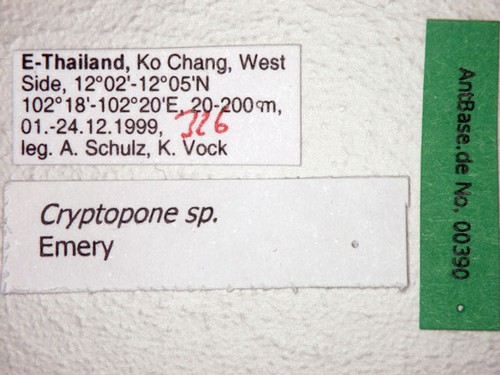 E-Thailand, Ko Chang, West
Side, 12°02'-12°05'N
102°18'-102°20'E, 20-200m,
01.-24.12.1999, 326
leg. A. Schulz, K. Vock
Cryptopone sp.
Emery
AntBase.de No. 00390